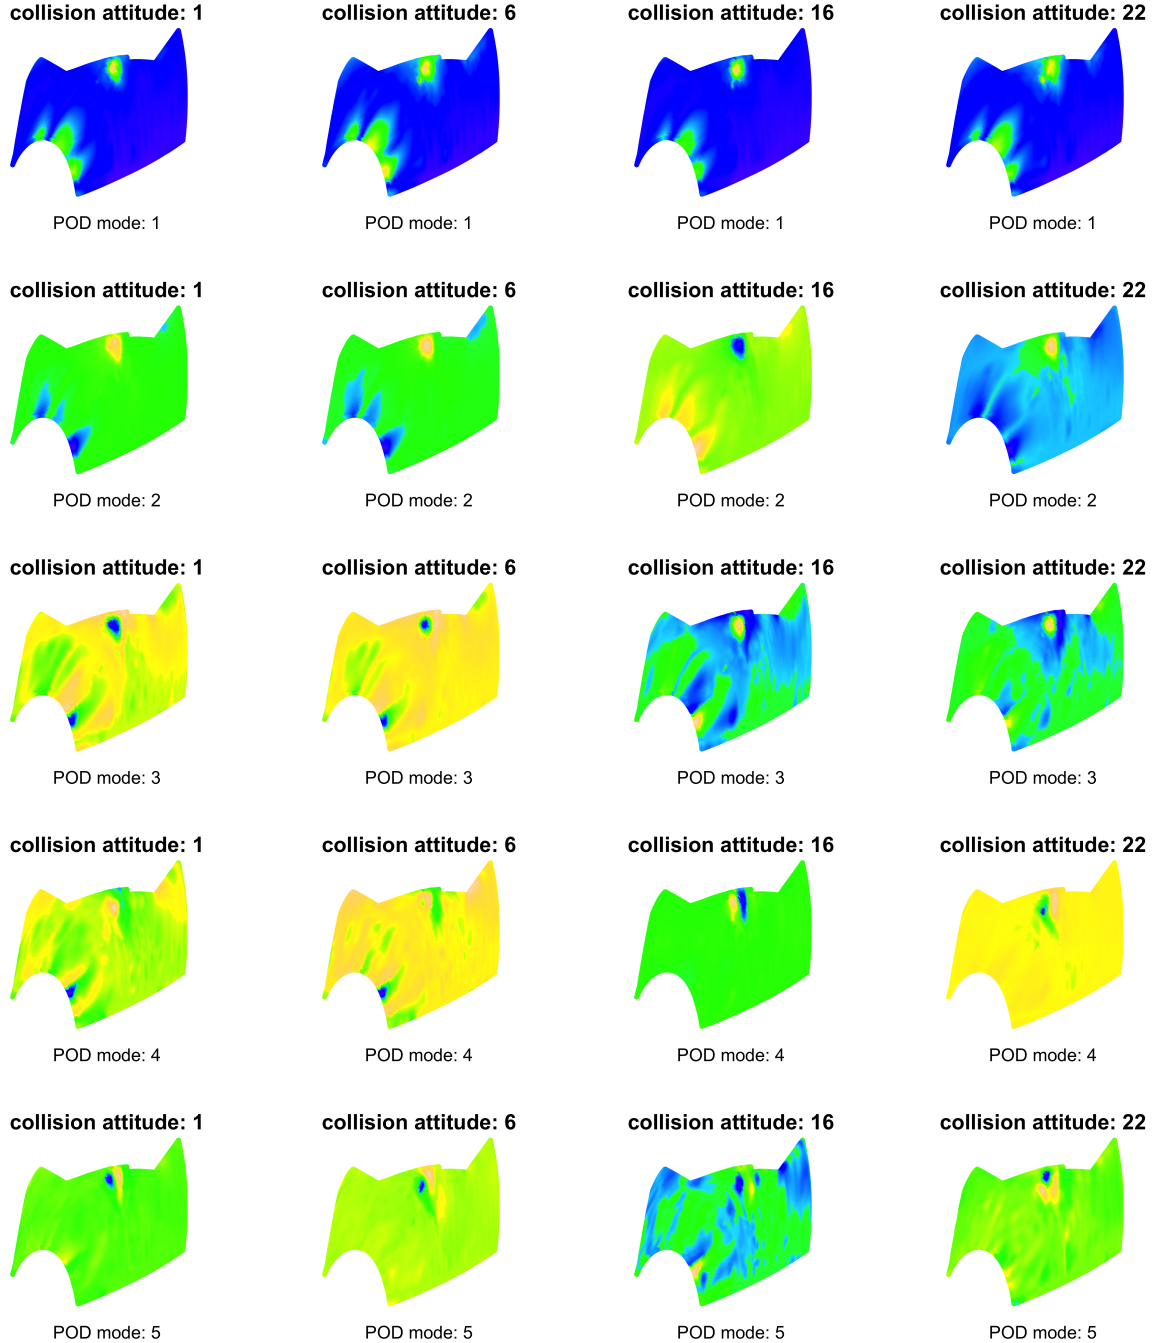 collision attitude: 1 collision attitude: 6 collision attitude: 16 collision attitude: 22
POD mode: 1 POD mode: 1 POD mode: 1 POD mode: 1
collision attitude: 1 collision attitude: 6 collision attitude: 16 collision attitude: 22
POD mode: 2 POD mode: 2 POD mode: 2 POD mode: 2
collision attitude: 1 collision attitude: 6 collision attitude: 16 collision attitude: 22
POD mode: 3 POD mode: 3 POD mode: 3 POD mode: 3
collision attitude: 1 collision attitude: 6 collision attitude: 16 collision attitude: 22
POD mode: 4 POD mode: 4 POD mode: 4 POD mode: 4
collision attitude: 1 collision attitude: 6 collision attitude: 16 collision attitude: 22
POD mode: 5 POD mode: 5 POD mode: 5 POD mode: 5